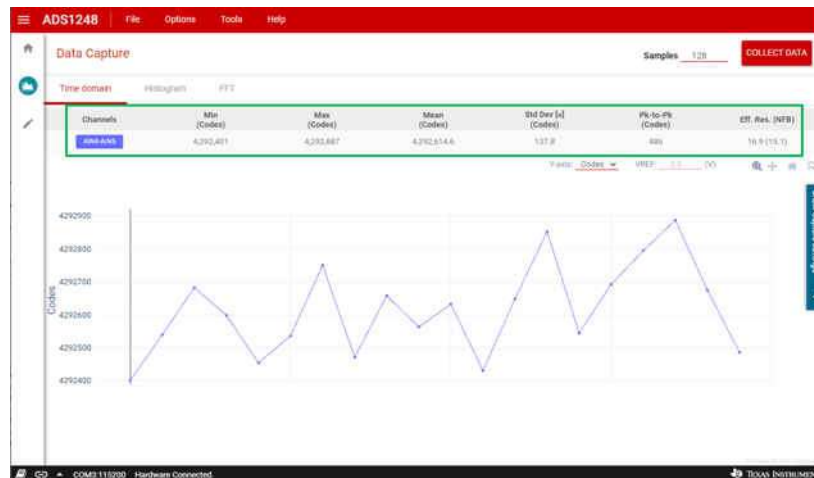 ADS1248 File Options Tools Help
Data Capture Samples 128 COLLECT DATA
Time domain Histogram FFT
Channels Min (Codes) Max (Codes) Mean (Codes) Std Dev [σ] (Codes) Pk-to-Pk (Codes) Eff. Res. (NFB)
4,292,401 4,292,887 4,292,614.6 137.8 486 16.9 (15.1)
Y-axis: Codes VREF: (V)
4292900
4292800
4292700
4292600
4292500
4292400
Codes
COM3:115200 Hardware Connected. TEXAS INSTRUMEN